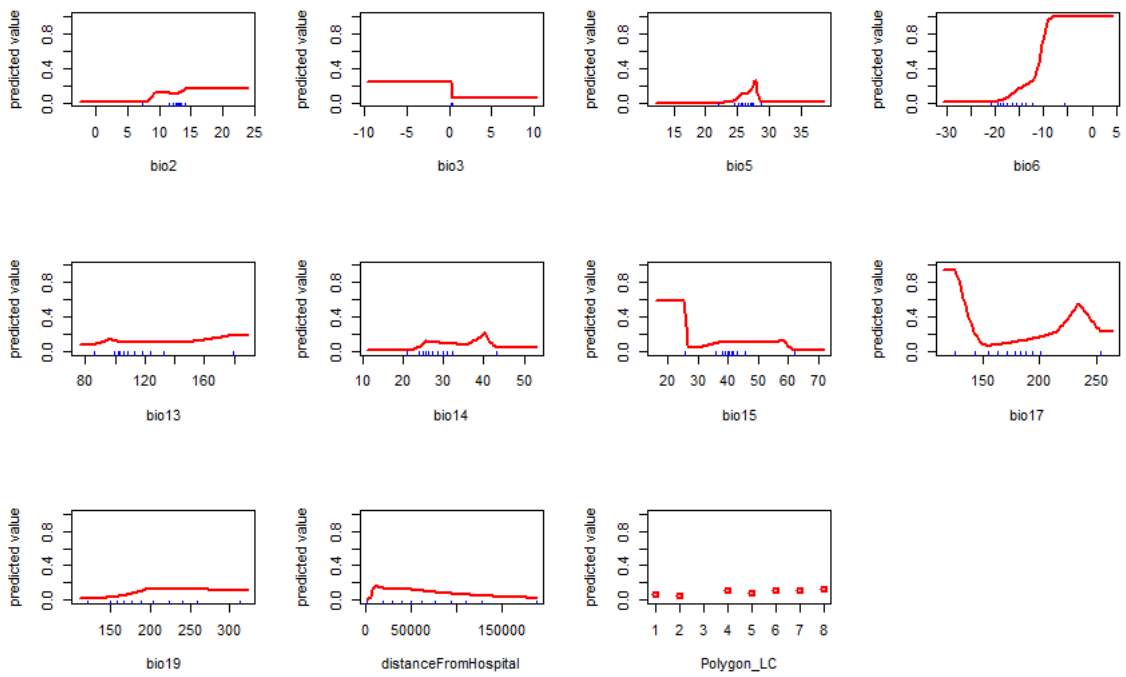 predicted value
0.0 0.4 0.8
0 5 10 15 20 25
bio2
predicted value
0.0 0.4 0.8
-10 -5 0 5 10
bio3
predicted value
0.0 0.4 0.8
15 20 25 30 35
bio5
predicted value
0.0 0.4 0.8
-30 -20 -10 0 5
bio6
predicted value
0.0 0.4 0.8
80 120 160
bio13
predicted value
0.0 0.4 0.8
10 20 30 40 50
bio14
predicted value
0.0 0.4 0.8
20 30 40 50 60 70
bio15
predicted value
0.0 0.4 0.8
150 200 250
bio17
predicted value
0.0 0.4 0.8
150 200 250 300
bio19
predicted value
0.0 0.4 0.8
0 50000 150000
distanceFromHospital
predicted value
0.0 0.4 0.8
1 2 3 4 5 6 7 8
Polygon_LC